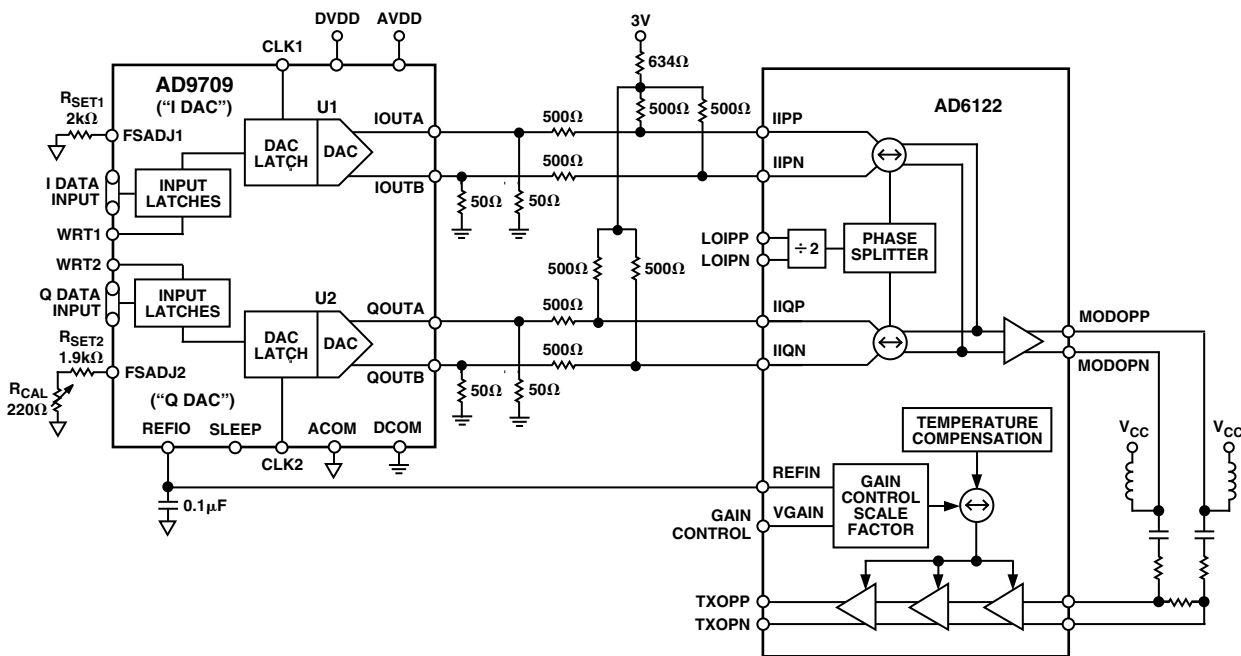 DVDD AVDD
CLK1
3V
634Ω
AD9709
("I DAC")
U1
RSET1
2kΩ
FSADJ1
IOUTA
DAC
LATCH
DAC
IOUTB
I DATA
INPUT
INPUT
LATCHES
WRT1
500Ω
500Ω
500Ω
500Ω
50Ω
50Ω
AD6122
IIPP
IIPN
LOIPP
LOIPN
÷2
PHASE
SPLITTER
WRT2
Q DATA
INPUT
INPUT
LATCHES
U2
QOUTA
DAC
LATCH
DAC
QOUTB
RSET2
1.9kΩ
FSADJ2
RCAL
220Ω
("Q DAC")
REFIO
SLEEP
CLK2
ACOM
DCOM
500Ω
500Ω
500Ω
500Ω
50Ω
50Ω
IIQP
IIQN
MODOPP
MODOPN
TEMPERATURE
COMPENSATION
VCC
VCC
0.1μF
REFIN
GAIN
CONTROL
VGAIN
GAIN
CONTROL
SCALE
FACTOR
TXOPP
TXOPN